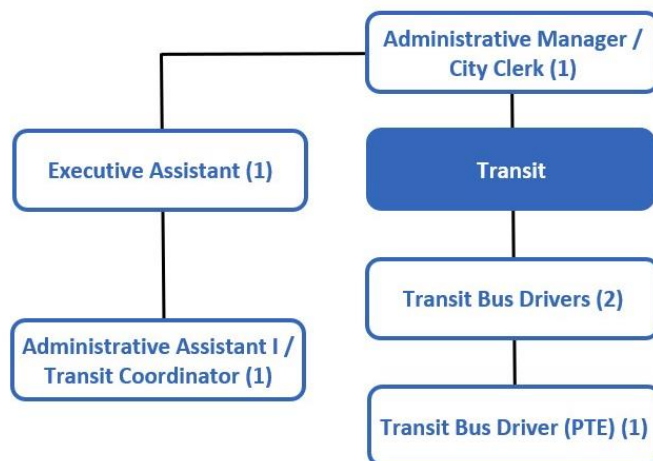 Administrative Manager /
City Clerk (1)
Executive Assistant (1)
Transit
Transit Bus Drivers (2)
Administrative Assistant I /
Transit Coordinator (1)
Transit Bus Driver (PTE) (1)